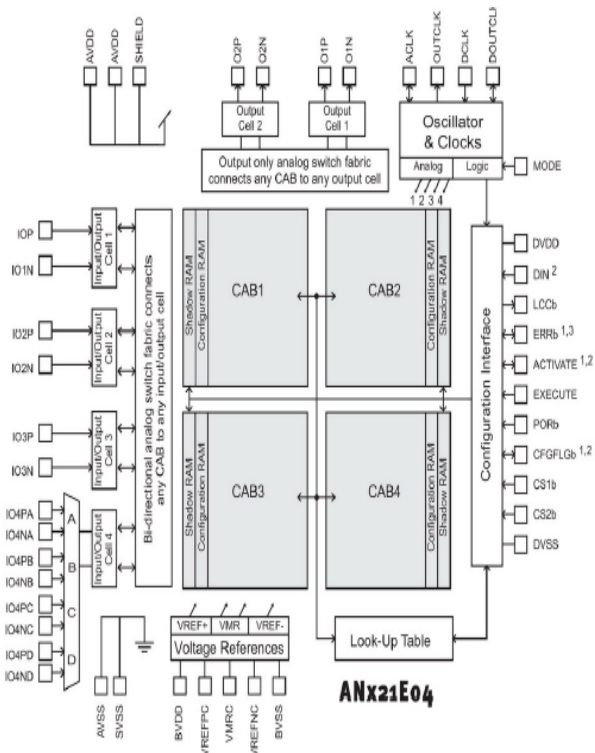 AVDD
AVDD
SHIELD
O2P
O2N
O1P
O1N
ACLK
OUTCLK
DCLK
DOUTCLK
Output
Cell 2
Output
Cell 1
Output only analog switch fabric
connects any CAB to any output cell
Oscillator
& Clocks
Analog
Logic
MODE
1 2 3 4
IOP
IO1N
IO2P
IO2N
IO3P
IO3N
IO4PA
IO4NA
IO4PB
IO4NB
IO4PC
IO4NC
IO4PD
IO4ND
A
B
C
D
Input/Output
Cell 1
Input/Output
Cell 2
Input/Output
Cell 3
Input/Output
Cell 4
Bi-directional analog switch fabric connects
any CAB to any input/output cell
Shadow RAM
Configuration RAM
CAB1
CAB2
Configuration RAM
Shadow RAM
Shadow RAM
Configuration RAM
CAB3
CAB4
Configuration RAM
Shadow RAM
Configuration Interface
DVDD
DIN 2
LCCb
ERRb 1,3
ACTIVATE 1,2
EXECUTE
PORb
CFGFLGb 1,2
CS1b
CS2b
DVSS
VREF+
VMR
VREF-
Voltage References
Look-Up Table
AVSS
SVSS
BVDD
VREFPC
VMRC
VREFNC
BVSS
ANx21E04